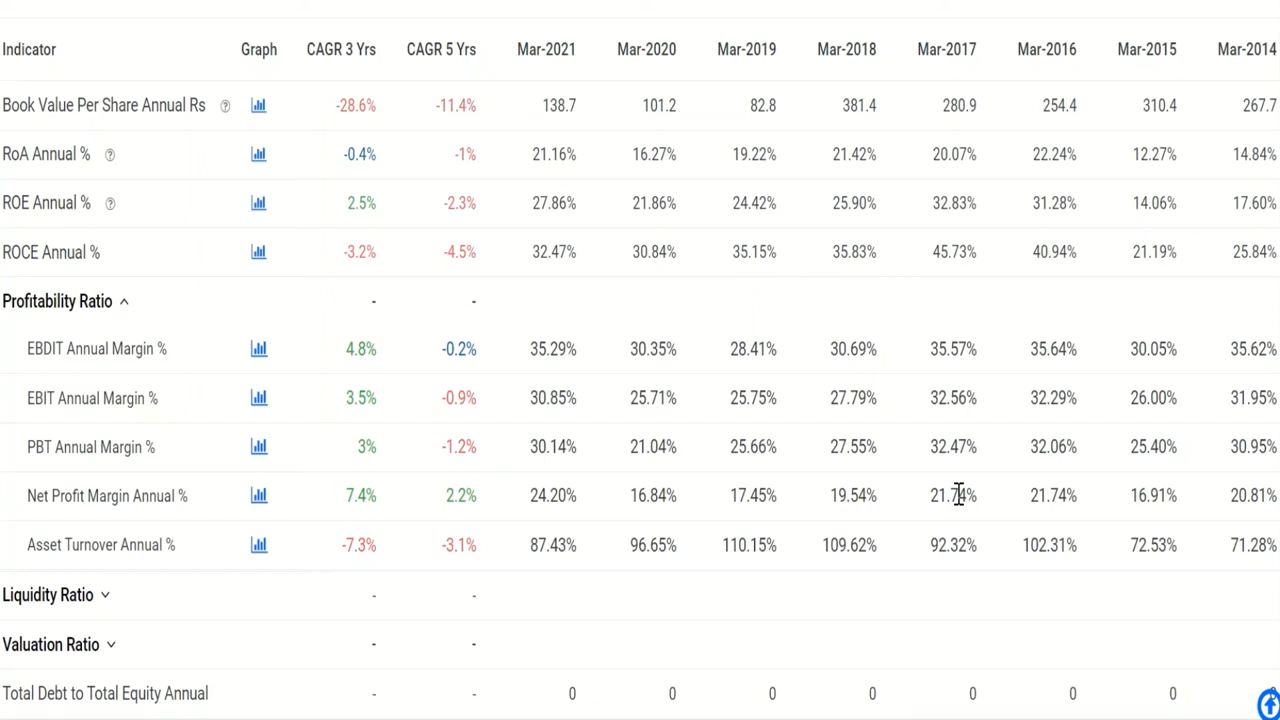 Indicator Graph CAGR 3 Yrs CAGR 5 Yrs Mar-2021 Mar-2020 Mar-2019 Mar-2018 Mar-2017 Mar-2016 Mar-2015 Mar-2014
Book Value Per Share Annual Rs ? -28.6% -11.4% 138.7 101.2 82.8 381.4 280.9 254.4 310.4 267.7
RoA Annual % ? -0.4% -1% 21.16% 16.27% 19.22% 21.42% 20.07% 22.24% 12.27% 14.84%
ROE Annual % ? 2.5% -2.3% 27.86% 21.86% 24.42% 25.90% 32.83% 31.28% 14.06% 17.60%
ROCE Annual % -3.2% -4.5% 32.47% 30.84% 35.15% 35.83% 45.73% 40.94% 21.19% 25.84%
Profitability Ratio - -
EBDIT Annual Margin % 4.8% -0.2% 35.29% 30.35% 28.41% 30.69% 35.57% 35.64% 30.05% 35.62%
EBIT Annual Margin % 3.5% -0.9% 30.85% 25.71% 25.75% 27.79% 32.56% 32.29% 26.00% 31.95%
PBT Annual Margin % 3% -1.2% 30.14% 21.04% 25.66% 27.55% 32.47% 32.06% 25.40% 30.95%
Net Profit Margin Annual % 7.4% 2.2% 24.20% 16.84% 17.45% 19.54% 21.74% 21.74% 16.91% 20.81%
Asset Turnover Annual % -7.3% -3.1% 87.43% 96.65% 110.15% 109.62% 92.32% 102.31% 72.53% 71.28%
Liquidity Ratio - -
Valuation Ratio - -
Total Debt to Total Equity Annual - - 0 0 0 0 0 0 0